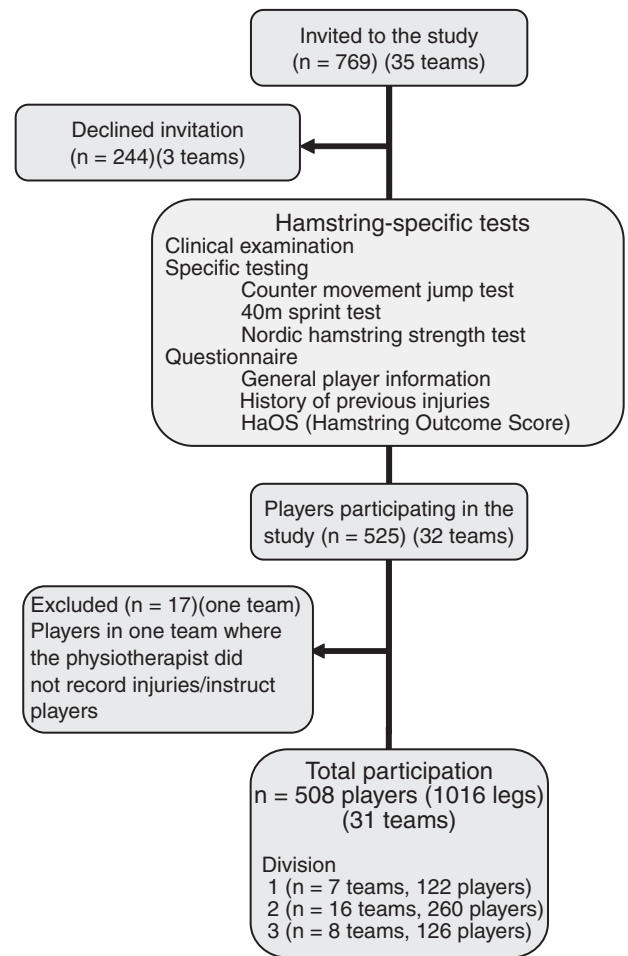 Invited to the study
(n = 769) (35 teams)
Declined invitation
(n = 244)(3 teams)
Hamstring-specific tests
Clinical examination
Specific testing
Counter movement jump test
40m sprint test
Nordic hamstring strength test
Questionnaire
General player information
History of previous injuries
HaOS (Hamstring Outcome Score)
Players participating in the
study (n = 525) (32 teams)
Excluded (n = 17)(one team)
Players in one team where
the physiotherapist did
not record injuries/instruct
players
Total participation
n = 508 players (1016 legs)
(31 teams)
Division
1 (n = 7 teams, 122 players)
2 (n = 16 teams, 260 players)
3 (n = 8 teams, 126 players)